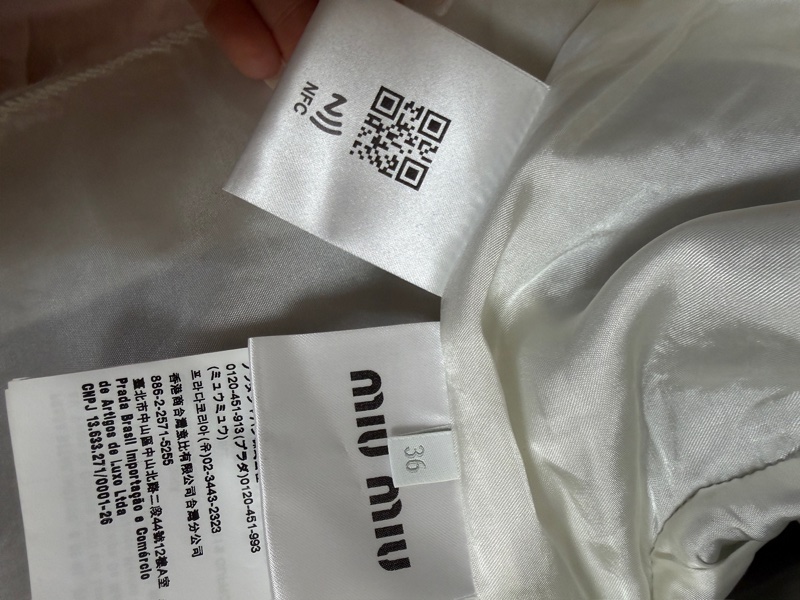 NFC
MIU MIU
36
0120-451-913(プラダ)0120-451-993
(ミュウミュウ)
프라다코리아(유)02-3443-2323
香港商台灣壹比有限公司台灣分公司
886-2-2571-5255
臺北市中山區中山北路二段44號12樓A室
Prada Brasil Importação e Comércio
de Artigos de Luxo Ltda
CNPJ 13.633.271/0001-26